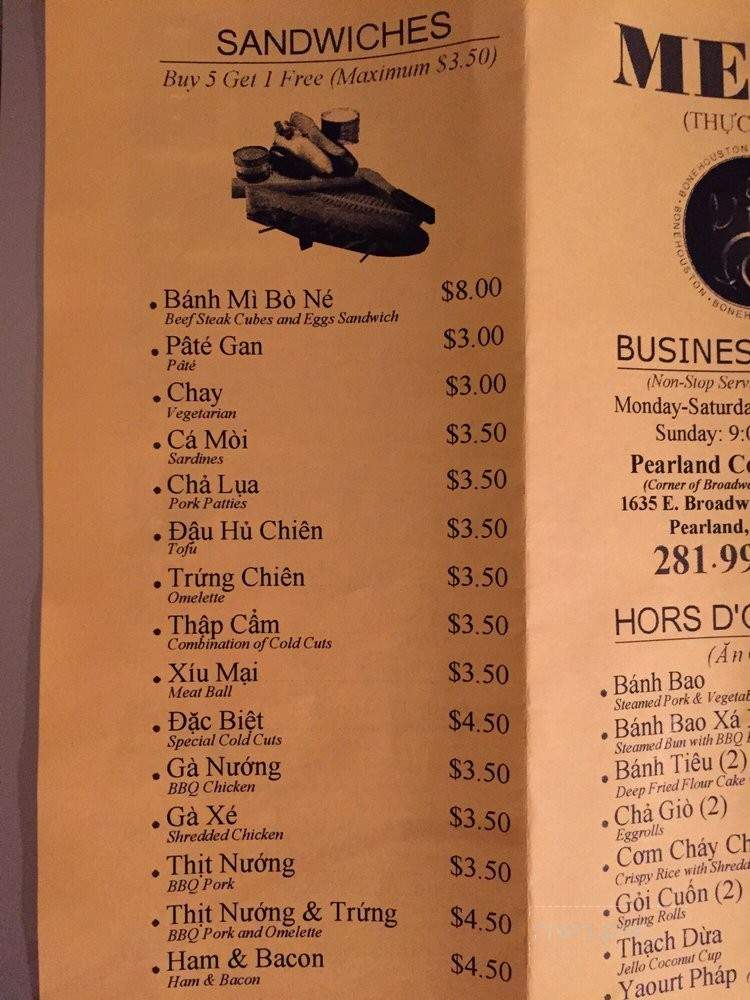 SANDWICHES
Buy 5 Get 1 Free (Maximum $3.50)
Bánh Mì Bò Né $8.00
Beef Steak Cubes and Eggs Sandwich
Pâté Gan $3.00
Pâté
Chay $3.00
Vegetarian
Cá Mòi $3.50
Sardines
Chả Lụa $3.50
Pork Patties
Đậu Hủ Chiên $3.50
Tofu
Trứng Chiên $3.50
Omelette
Thập Cẩm $3.50
Combination of Cold Cuts
Xíu Mại $3.50
Meat Ball
Đặc Biệt $4.50
Special Cold Cuts
Gà Nướng $3.50
BBQ Chicken
Gà Xé $3.50
Shredded Chicken
Thịt Nướng $3.50
BBQ Pork
Thịt Nướng & Trứng $4.50
BBQ Pork and Omelette
Ham & Bacon $4.50
Ham & Bacon
ME
(THỰC
BONEHOUSTON
BUSINES
(Non-Stop Serv
Monday-Saturda
Sunday: 9:0
Pearland C
(Corner of Broadw
1635 E. Broadw
Pearland,
281.99
HORS D'
(Ăn
Bánh Bao
Steamed Pork & Vegetab
Bánh Bao Xá
Steamed Bun with BBQ
Bánh Tiêu (2)
Deep Fried Flour Cake
Chả Giò (2)
Eggrolls
Cơm Cháy Ch
Crispy Rice with Shredd
Gỏi Cuốn (2)
Spring Rolls
Thạch Dừa
Jello Coconut Cup
Yaourt Pháp